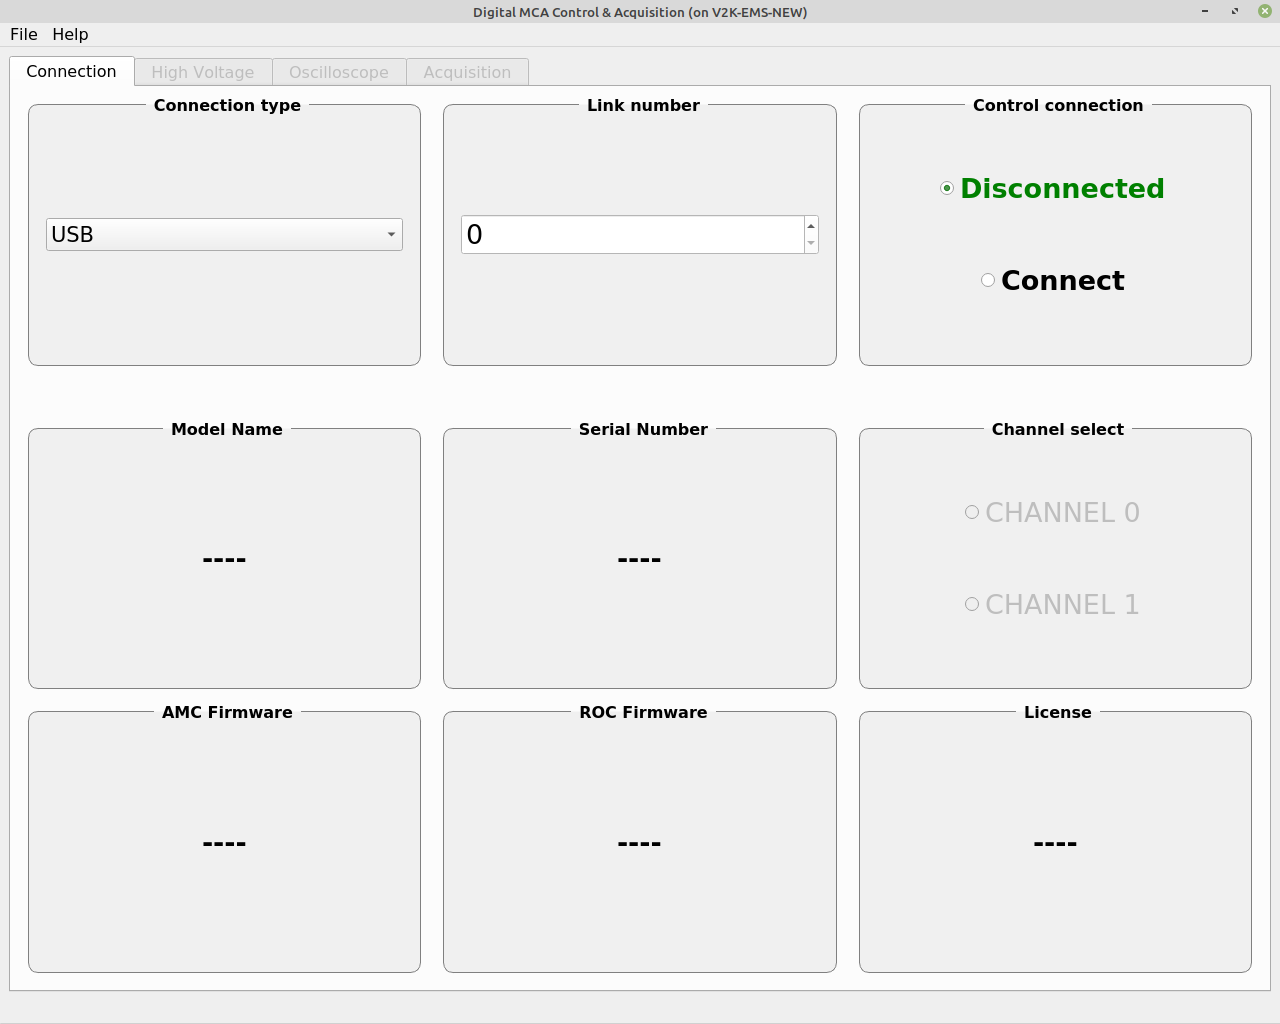 Digital MCA Control & Acquisition (on V2K-EMS-NEW)
File Help
Connection High Voltage Oscilloscope Acquisition
Connection type Link number Control connection
Disconnected
USB 0
Connect
Model Name Serial Number Channel select
CHANNEL 0
---- ----
CHANNEL 1
AMC Firmware ROC Firmware License
---- ---- ----